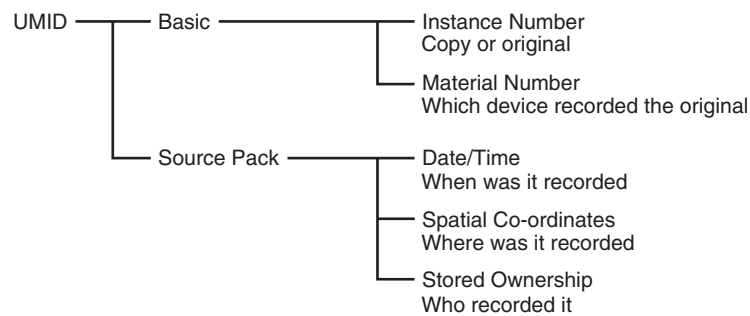 UMID
Basic
Instance Number
Copy or original
Material Number
Which device recorded the original
Source Pack
Date/Time
When was it recorded
Spatial Co-ordinates
Where was it recorded
Stored Ownership
Who recorded it